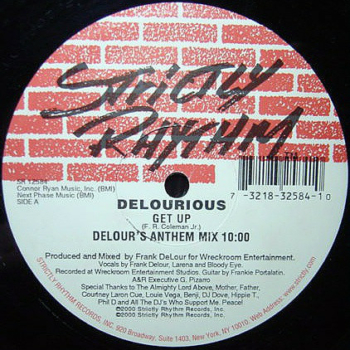 STRICTLY
RHYTHM
SR 12584
Connor Ryan Music, Inc. (BMI)
Next Phase Music (BMI)
SIDE A
7 -3218-32584-1 0
DELOURIOUS
GET UP
(F. R. Coleman Jr.)
DELOUR'S ANTHEM MIX 10:00
Produced and Mixed by Frank DeLour for Wreckroom Entertainment.
Vocals by Frank Delour, Larena and Bloody Eye.
Recorded at Wreckroom Entertainment Studios. Guitar by Frankie Portalatin.
A&R Executive G. Pizarro
Special Thanks to The Almighty Lord Above, Mother, Father,
Courtney Laron Cue, Louie Vega, Benji, DJ Dove, Hippie T.,
Phil D and All The DJ's Who Support Me. Peace!
℗2000 Strictly Rhythm Records, Inc.
©2000 Strictly Rhythm Records, Inc.
STRICTLY RHYTHM RECORDS, INC. 920 Broadway, Suite 1403, New York, NY 10010. Web Address: http://www.strictly.com